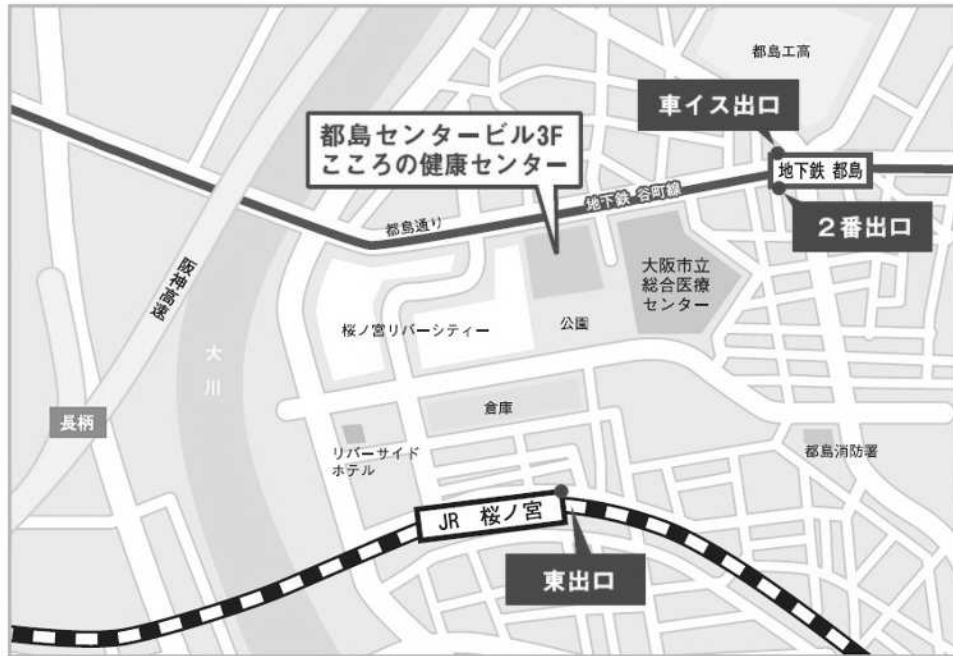 都島工高
車イス出口
都島センタービル3F
こころの健康センター
地下鉄 都島
地下鉄 谷町線
2番出口
都島通り
大阪市立
総合医療
センター
阪神高速
桜ノ宮リバーシティー
公園
大川
倉庫
長柄
リバーサイド
ホテル
都島消防署
JR 桜ノ宮
東出口